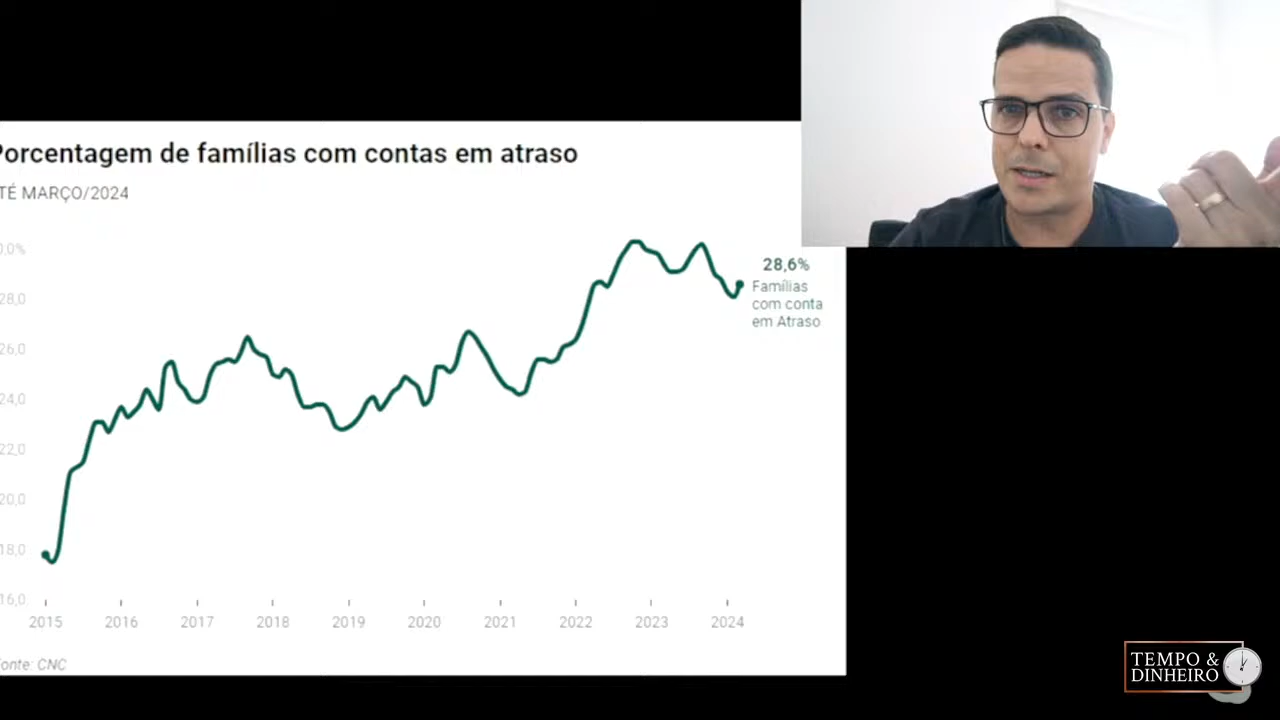 Porcentagem de famílias com contas em atraso
TÉ MARÇO/2024
0,0%
28,6%
Famílias
com conta
em Atraso
28,0
26,0
24,0
22,0
20,0
18,0
16,0
2015 2016 2017 2018 2019 2020 2021 2022 2023 2024
onte: CNC
TEMPO &
DINHEIRO